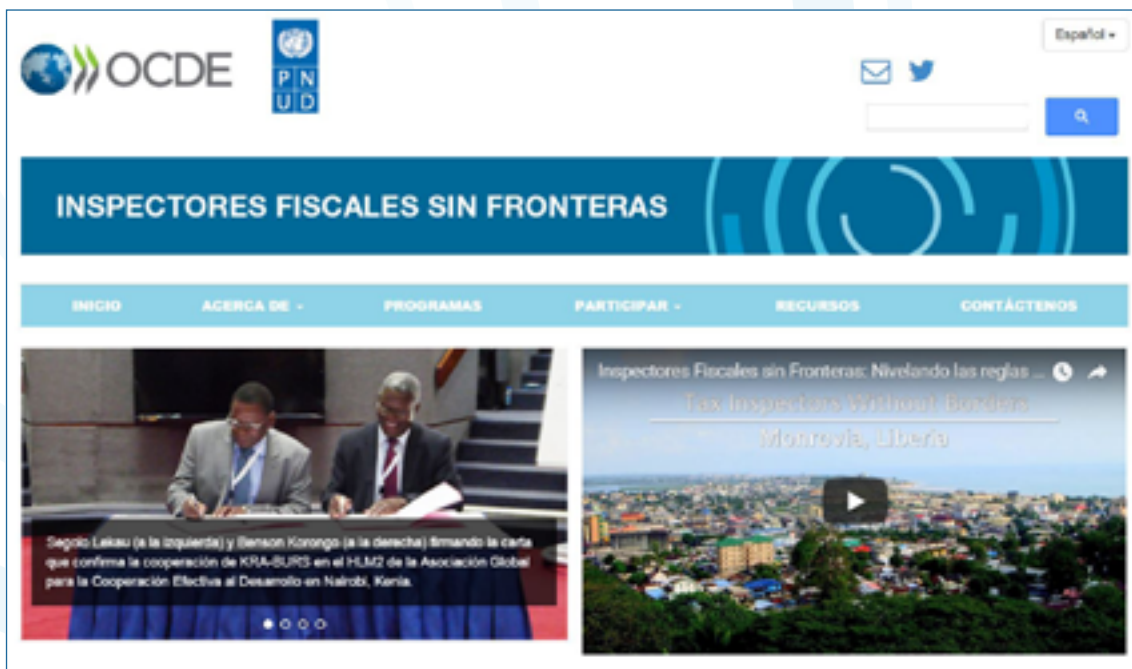 OCDE
P N
U D
Español
INSPECTORES FISCALES SIN FRONTERAS
INICIO
ACERCA DE
PROGRAMAS
PARTICIPAR
RECURSOS
CONTÁCTENOS
Segolo Lekau (a la izquierda) y Benson Korongo (a la derecha) firmando la carta
que confirma la cooperación de KRA-BURS en el HLM2 de la Asociación Global
para la Cooperación Efectiva al Desarrollo en Nairobi, Kenia.
Inspectores Fiscales sin Fronteras: Nivelando las reglas ...
Tax Inspectors Without Borders
Monrovia, Liberia